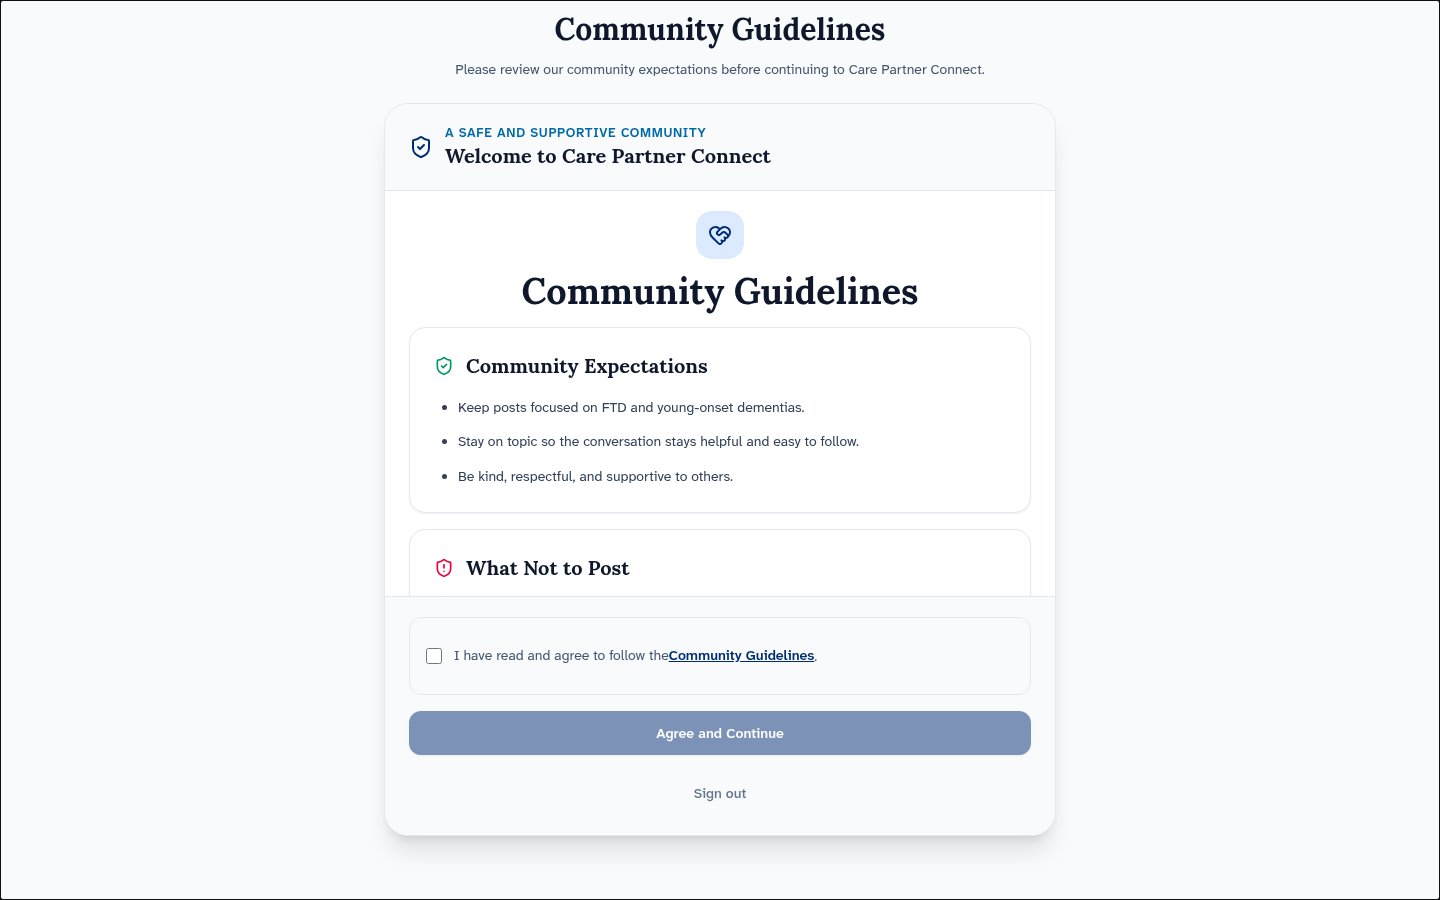 Community Guidelines
Please review our community expectations before continuing to Care Partner Connect.
A SAFE AND SUPPORTIVE COMMUNITY
Welcome to Care Partner Connect
Community Guidelines
Community Expectations
Keep posts focused on FTD and young-onset dementias.
Stay on topic so the conversation stays helpful and easy to follow.
Be kind, respectful, and supportive to others.
What Not to Post
I have read and agree to follow theCommunity Guidelines.
Agree and Continue
Sign out